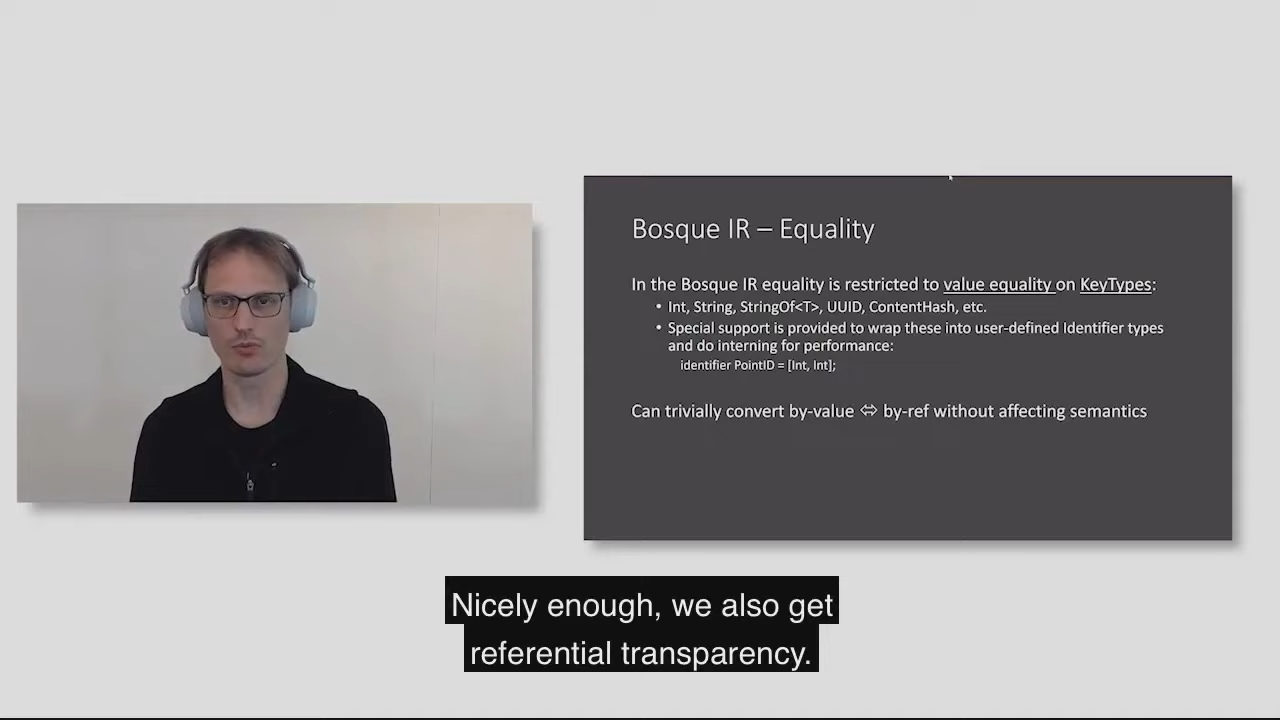 Bosque IR – Equality
In the Bosque IR equality is restricted to value equality on KeyTypes:
• Int, String, StringOf<T>, UUID, ContentHash, etc.
• Special support is provided to wrap these into user-defined Identifier types
and do interning for performance:
identifier PointID = [Int, Int];
Can trivially convert by-value ⇔ by-ref without affecting semantics
Nicely enough, we also get
referential transparency.